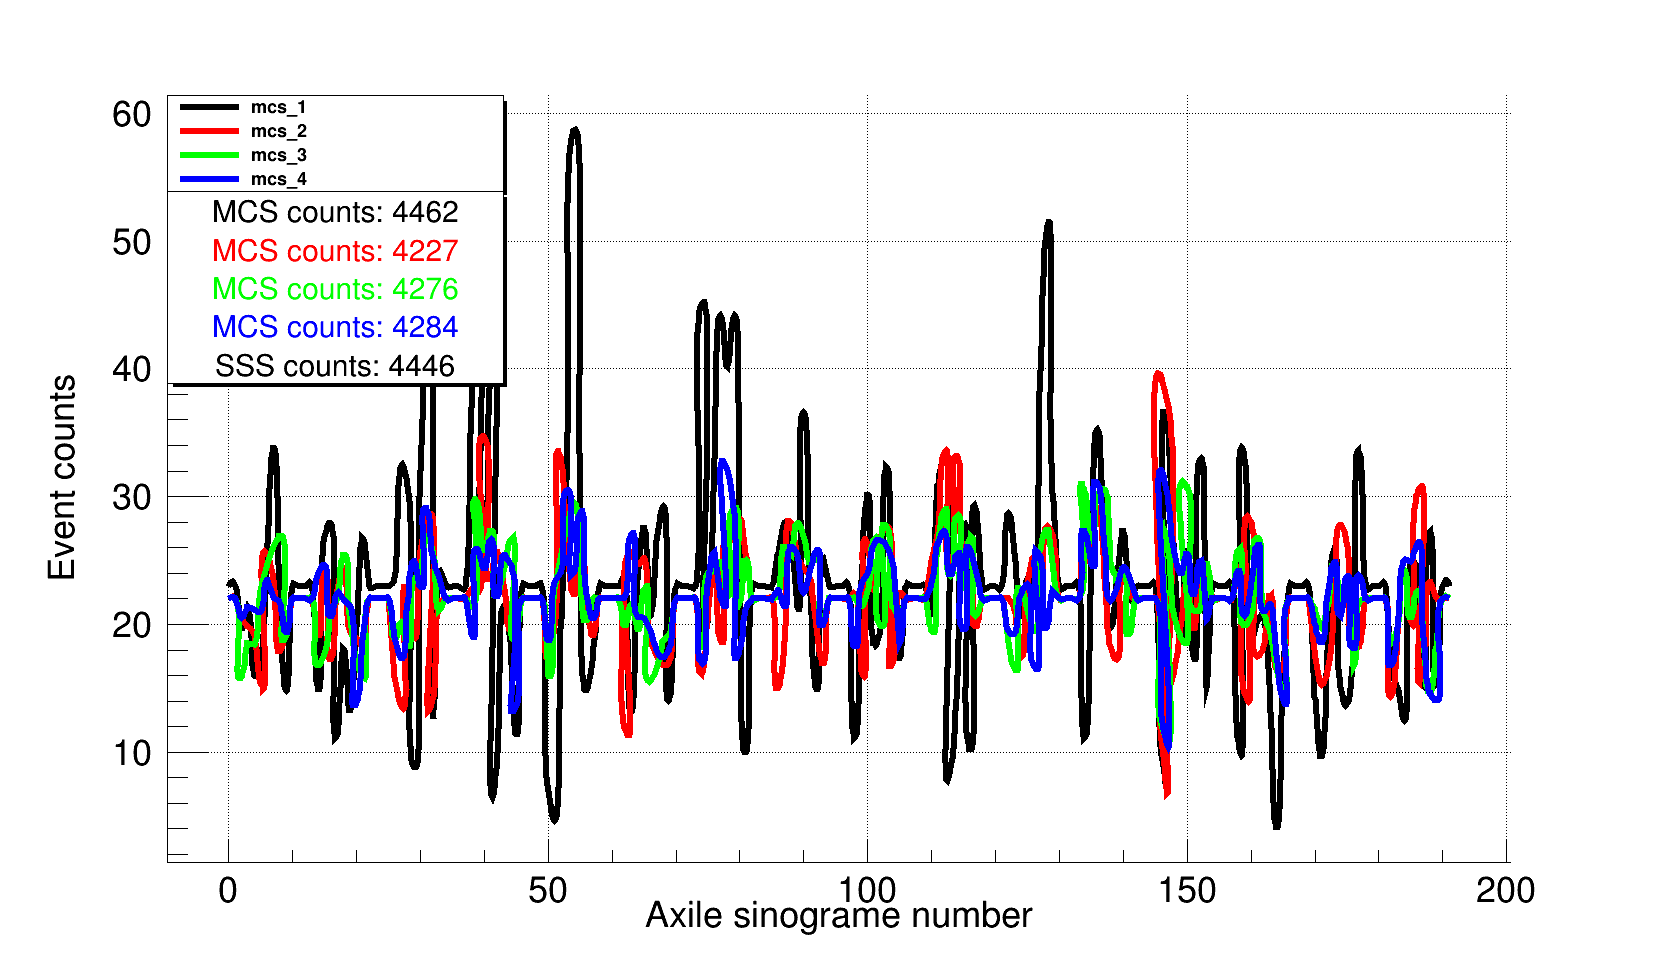 60
50
40
30
20
10
Event counts
mcs_1
mcs_2
mcs_3
mcs_4
MCS counts: 4462
MCS counts: 4227
MCS counts: 4276
MCS counts: 4284
SSS counts: 4446
0 50 100 150 200
Axile sinograme number